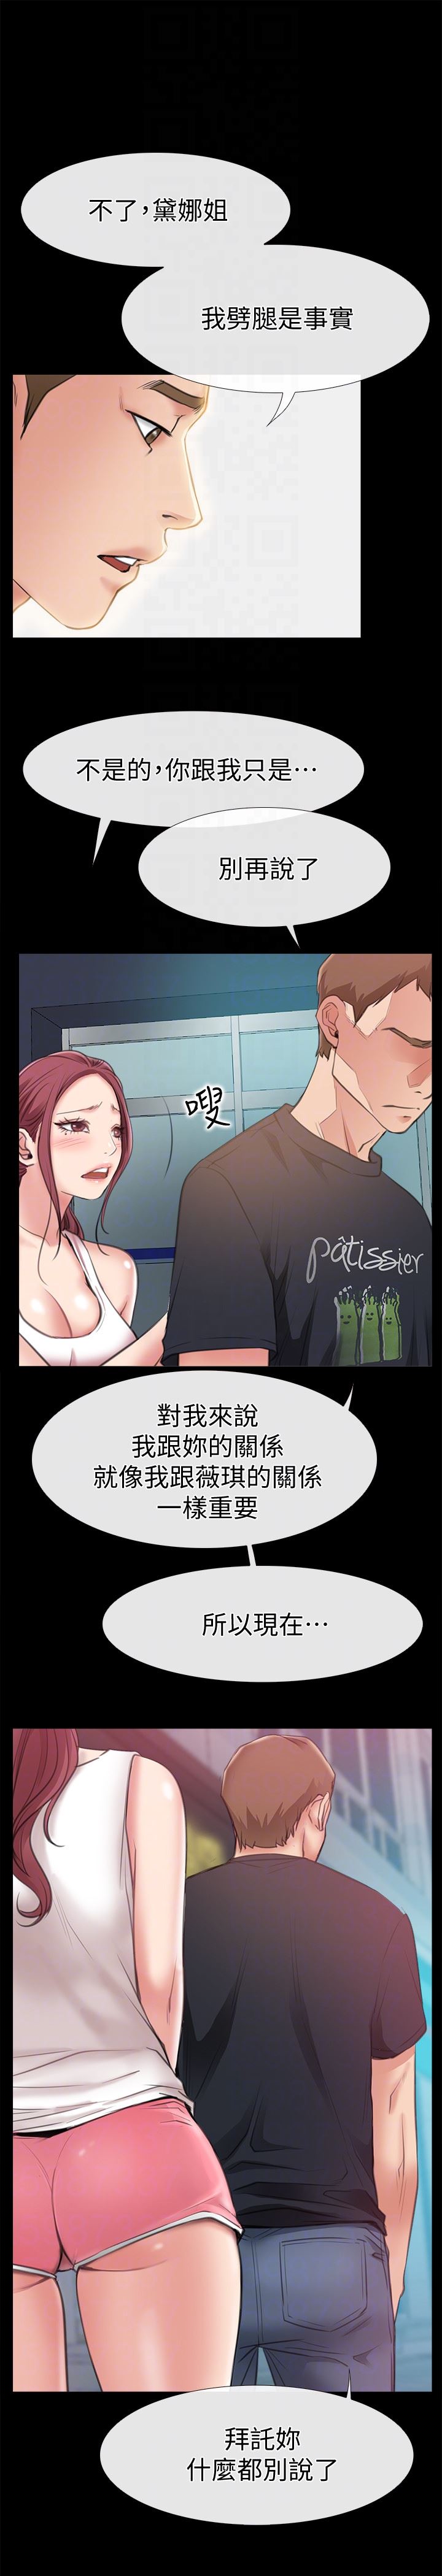 不了，黛娜姐
我劈腿是事實
不是的，你跟我只是⋯
別再說了
嗖
pâtissier
對我來說
我跟妳的關係
就像我跟薇琪的關係
一樣重要
所以現在⋯
拜託妳
什麼都別說了